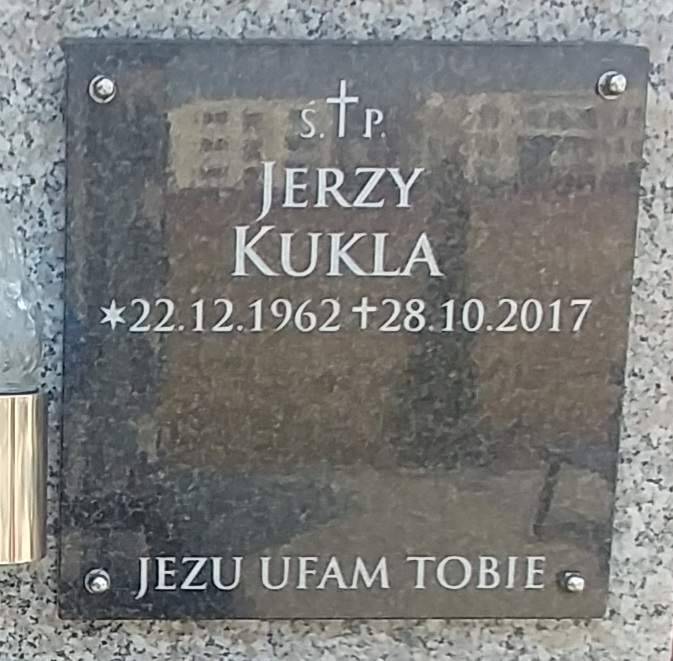 Ś.✝P.
JERZY
KUKLA
✶22.12.1962 ✝28.10.2017
JEZU UFAM TOBIE